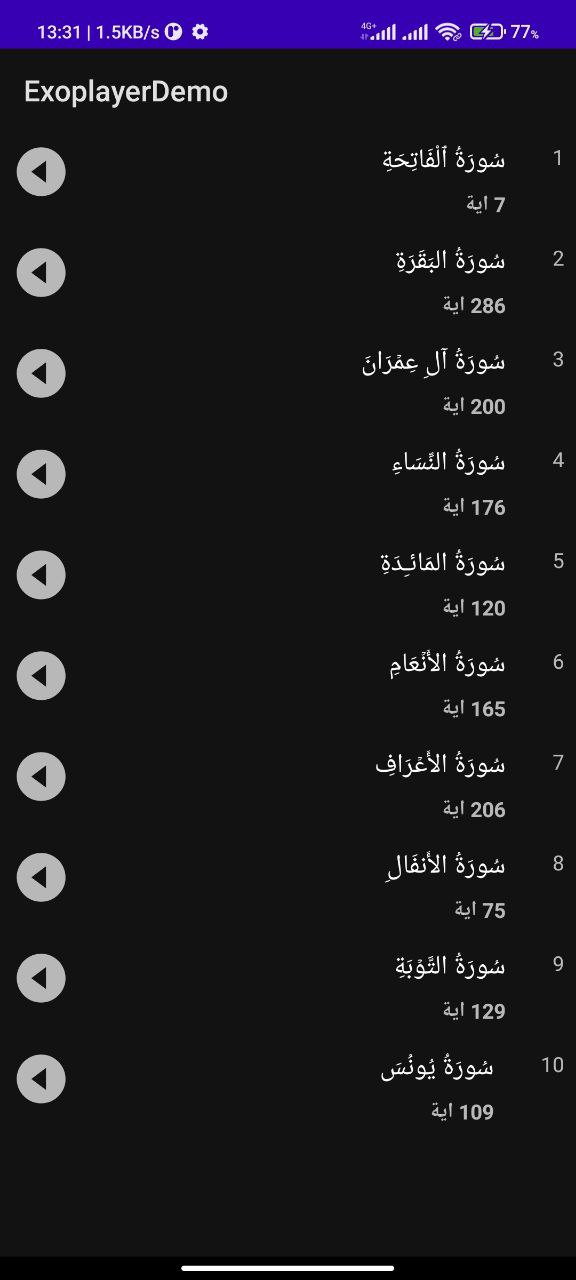 13:31 | 1.5KB/s
4G+
77%
ExoplayerDemo
1
سُورَةُ ٱلْفَاتِحَةِ
7 اية
2
سُورَةُ البَقَرَةِ
286 اية
3
سُورَةُ آلِ عِمۡرَانَ
200 اية
4
سُورَةُ النِّسَاءِ
176 اية
5
سُورَةُ المَائـِدَةِ
120 اية
6
سُورَةُ الأَنۡعَامِ
165 اية
7
سُورَةُ الأَعۡرَافِ
206 اية
8
سُورَةُ الأَنفَالِ
75 اية
9
سُورَةُ التَّوۡبَةِ
129 اية
10
سُورَةُ يُونُسَ
109 اية